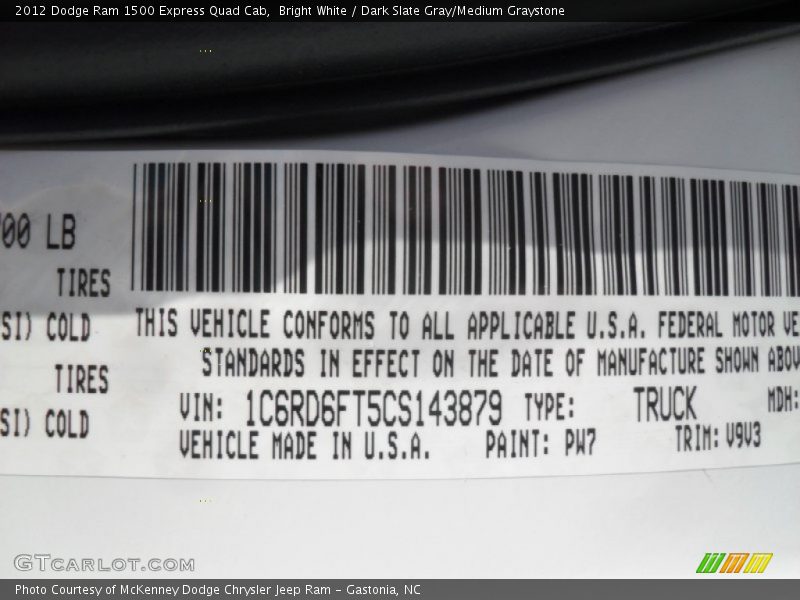 2012 Dodge Ram 1500 Express Quad Cab,  Bright White / Dark Slate Gray/Medium Graystone
00 LB
TIRES
SI) COLD
TIRES
SI) COLD
THIS VEHICLE CONFORMS TO ALL APPLICABLE U.S.A. FEDERAL MOTOR VE
STANDARDS IN EFFECT ON THE DATE OF MANUFACTURE SHOWN ABOV
VIN: 1C6RD6FT5CS143879 TYPE: TRUCK MDH:
VEHICLE MADE IN U.S.A. PAINT: PW7 TRIM: V9V3
GTCARLOT.COM
Photo Courtesy of McKenney Dodge Chrysler Jeep Ram - Gastonia, NC